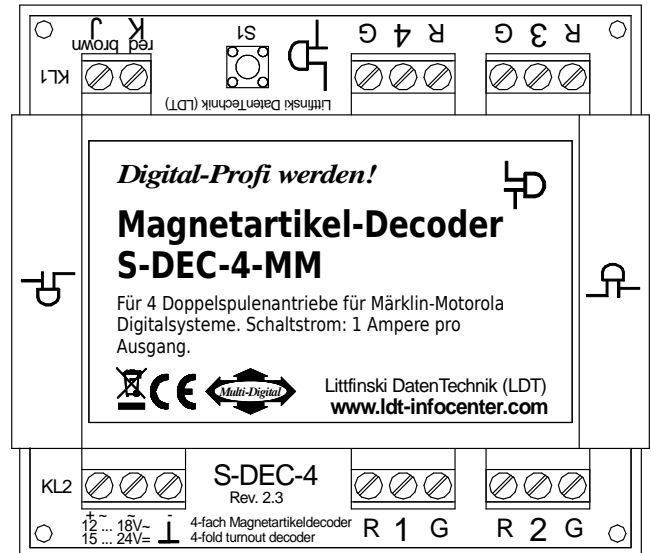 J K
brown red
S1
G 4 R
G 3 R
KL1
Littfinski DatenTechnik (LDT)
Digital-Profi werden!
Magnetartikel-Decoder
S-DEC-4-MM
Für 4 Doppelspulenantriebe für Märklin-Motorola
Digitalsysteme. Schaltstrom: 1 Ampere pro
Ausgang.
CE
Multi-Digital
Littfinski DatenTechnik (LDT)
www.ldt-infocenter.com
KL2
S-DEC-4
Rev. 2.3
+ ~ ~ -
12 ... 18V~
15 ... 24V=
4-fach Magnetartikeldecoder
4-fold turnout decoder
R 1 G
R 2 G